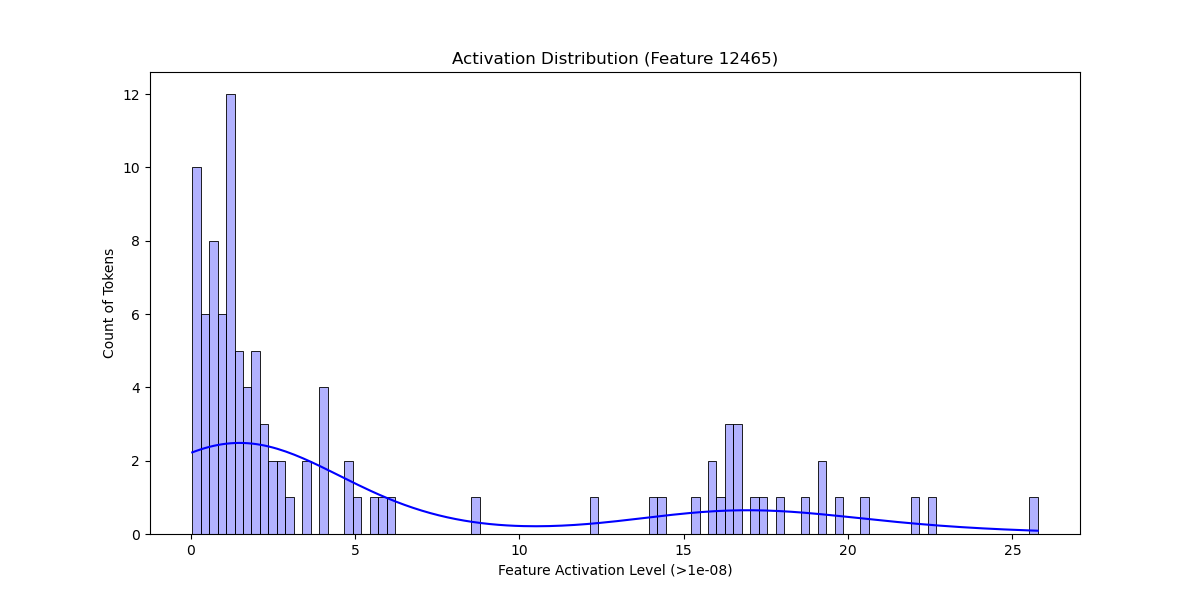 Activation Distribution (Feature 12465)
12
10
8
6
4
2
0
Count of Tokens
0 5 10 15 20 25
Feature Activation Level (>1e-08)